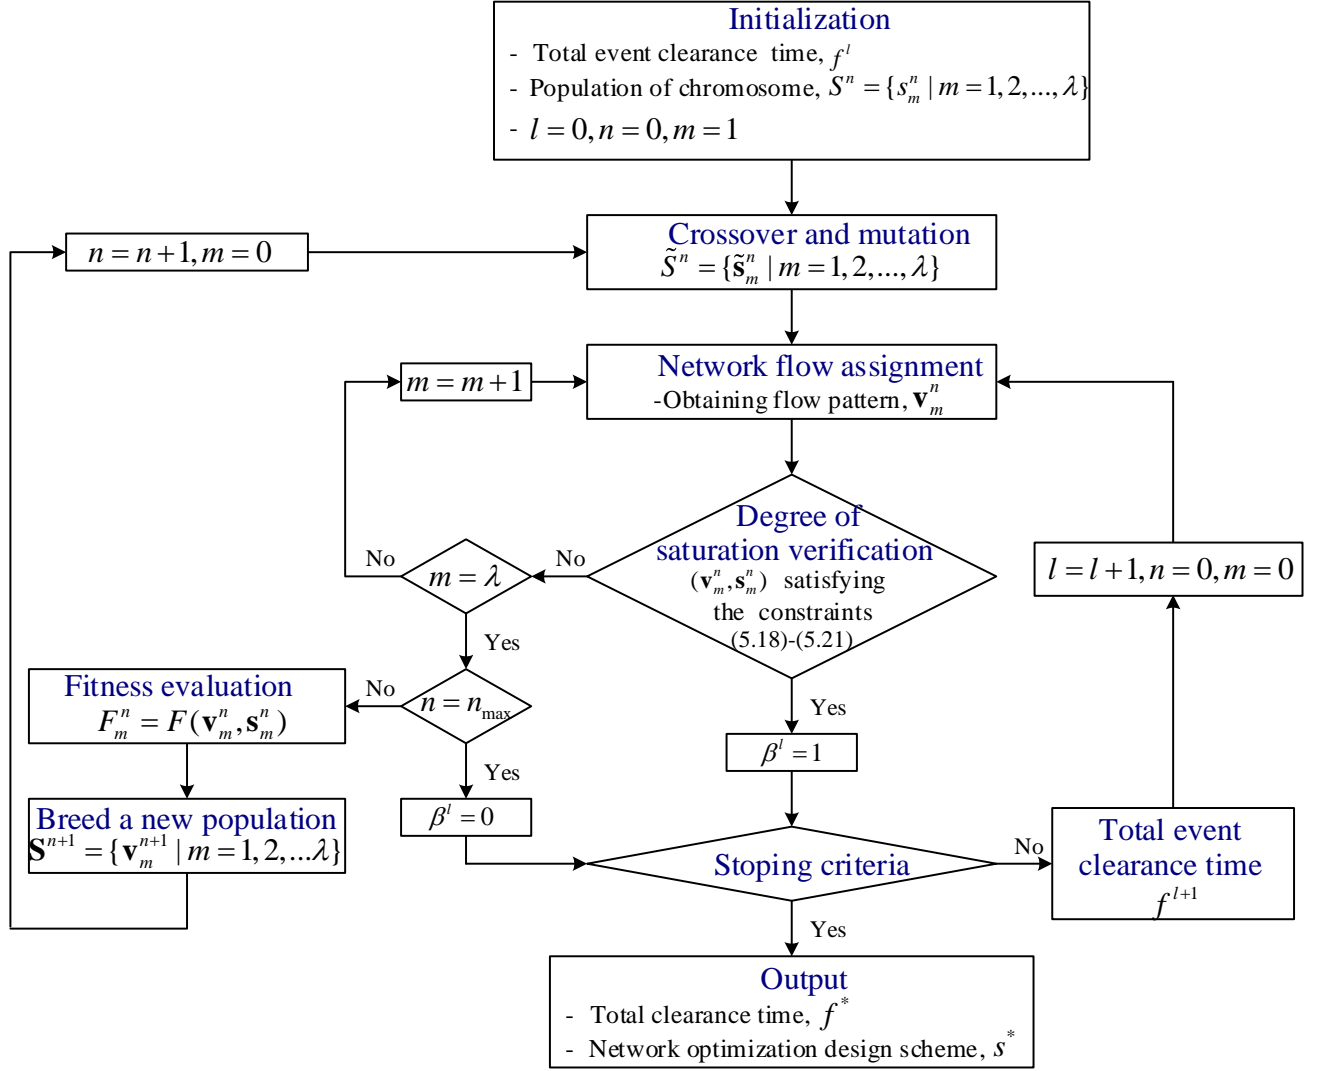 Initialization
- Total event clearance time, f^l
- Population of chromosome, S^n = {s_m^n | m = 1, 2, ..., λ}
- l = 0, n = 0, m = 1
n = n + 1, m = 0
Crossover and mutation
S̃^n = {s̃_m^n | m = 1, 2, ..., λ}
m = m + 1
Network flow assignment
-Obtaining flow pattern, v_m^n
Degree of
saturation verification
(v_m^n, s_m^n) satisfying
the constraints
(5.18)-(5.21)
No
m = λ
No
l = l + 1, n = 0, m = 0
Yes
Fitness evaluation
F_m^n = F(v_m^n, s_m^n)
No
n = n_max
Yes
β^l = 1
Yes
Breed a new population
S^{n+1} = {v_m^{n+1} | m = 1, 2, ...λ}
β^l = 0
Stoping criteria
No
Total event
clearance time
f^{l+1}
Yes
Output
- Total clearance time, f^*
- Network optimization design scheme, s^*